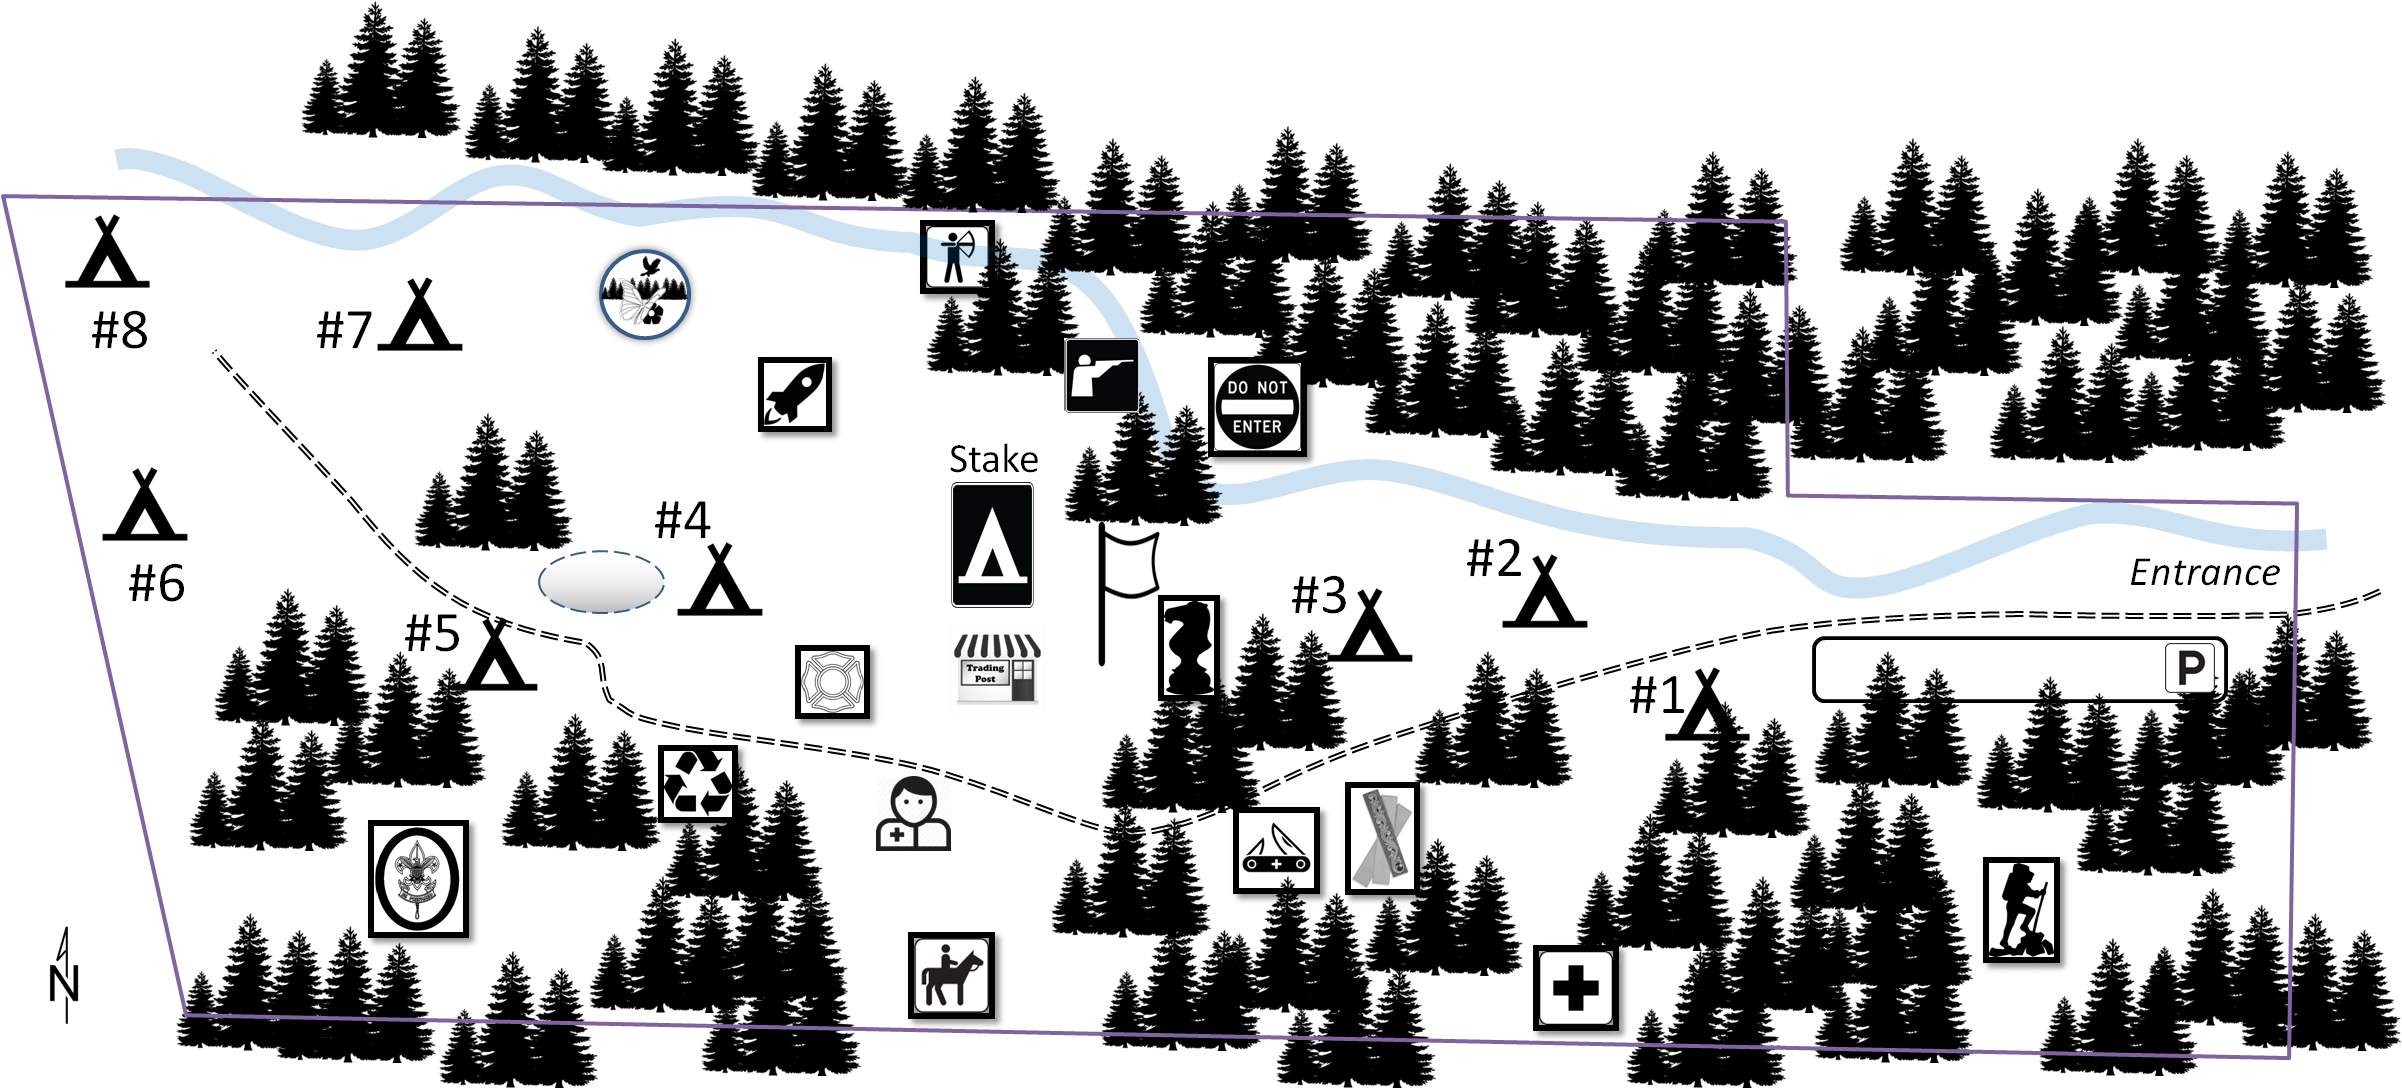 #8
#7
DO NOT
ENTER
Stake
#4
#2
Entrance
#6
#3
#5
Trading
Post
P
#1
N